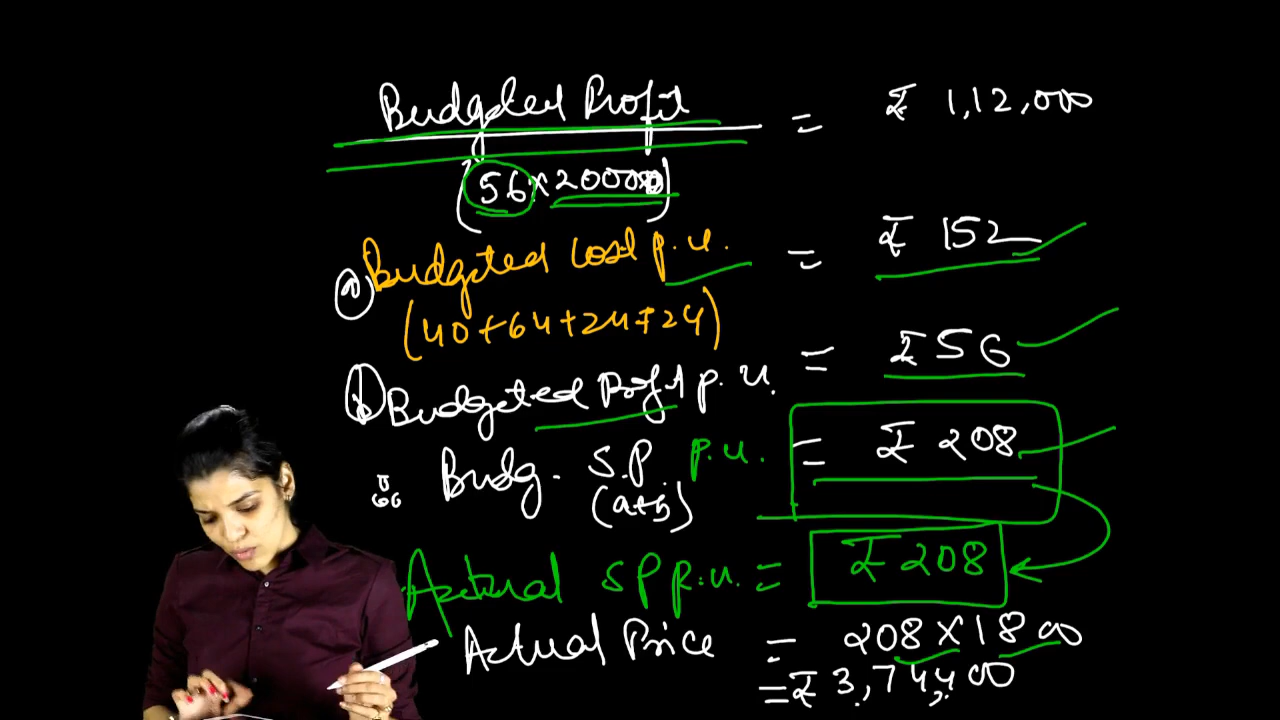 Budgeted Profit = ₹ 1,12,000
(56 × 2000)
(a) Budgeted cost p.u. = ₹ 152
(40+64+24+24)
(b) Budgeted Profit p.u. = ₹ 56
Budg. S.P. p.u. = ₹ 208
(a+b)
Actual SP p.u. = ₹ 208
Actual Price = 208 × 1800
= ₹ 3,74,400